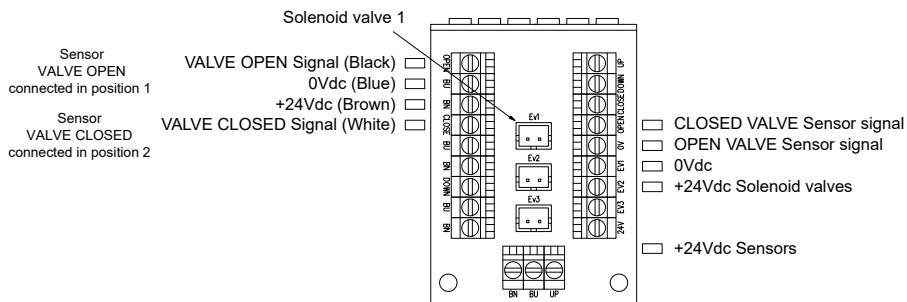 Solenoid valve 1
Sensor
VALVE OPEN
connected in position 1
Sensor
VALVE CLOSED
connected in position 2
VALVE OPEN Signal (Black)
0Vdc (Blue)
+24Vdc (Brown)
VALVE CLOSED Signal (White)
OPEN
BU
BN
CLOSE
BU
BN
DOWN
BU
BN
Ev1
Ev2
Ev3
UP
DOWN
CLOSE
OPEN
0V
EV1
EV2
EV3
24V
CLOSED VALVE Sensor signal
OPEN VALVE Sensor signal
0Vdc
+24Vdc Solenoid valves
+24Vdc Sensors
BN BU UP